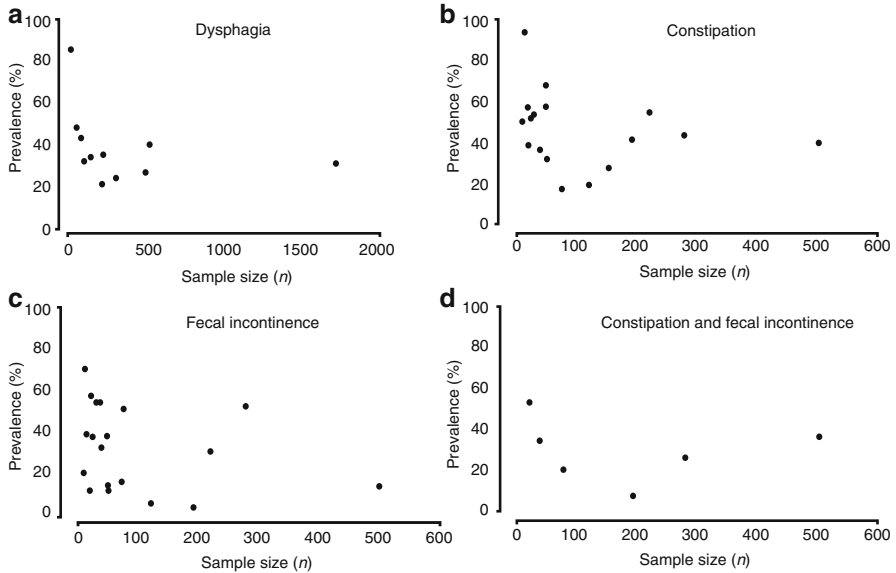 a
Dysphagia
100
80
60
40
20
0
Prevalence (%)
0 500 1000 1500 2000
Sample size (n)
b
Constipation
100
80
60
40
20
0
Prevalence (%)
0 100 200 300 400 500 600
Sample size (n)
c
Fecal incontinence
100
80
60
40
20
0
Prevalence (%)
0 100 200 300 400 500 600
Sample size (n)
d
Constipation and fecal incontinence
100
80
60
40
20
0
Prevalence (%)
0 100 200 300 400 500 600
Sample size (n)